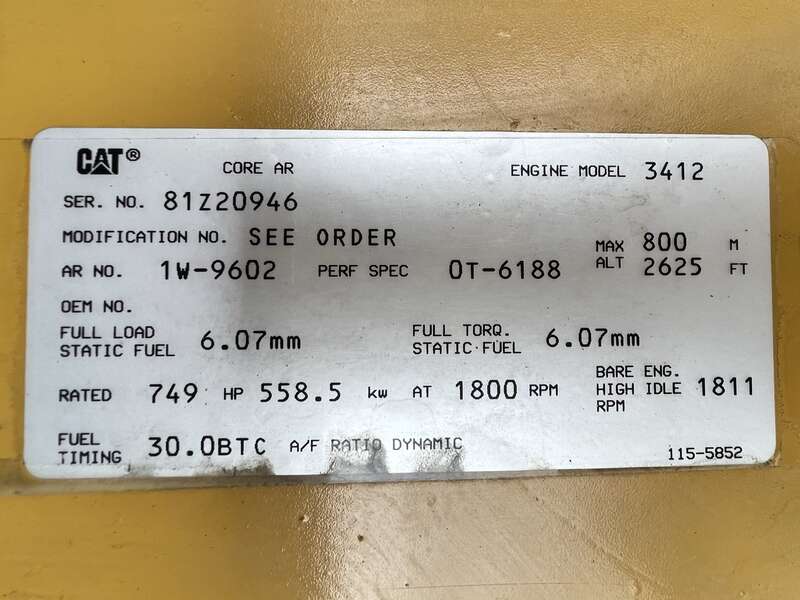 CAT® CORE AR ENGINE MODEL 3412
SER. NO. 81Z20946
MODIFICATION NO. SEE ORDER
MAX ALT 800 M
2625 FT
AR NO. 1W-9602 PERF SPEC 0T-6188
OEM NO.
FULL LOAD STATIC FUEL 6.07mm FULL TORQ. STATIC FUEL 6.07mm
RATED 749 HP 558.5 kw AT 1800 RPM BARE ENG. HIGH IDLE RPM 1811
FUEL TIMING 30.0BTC A/F RATIO DYNAMIC
115-5852